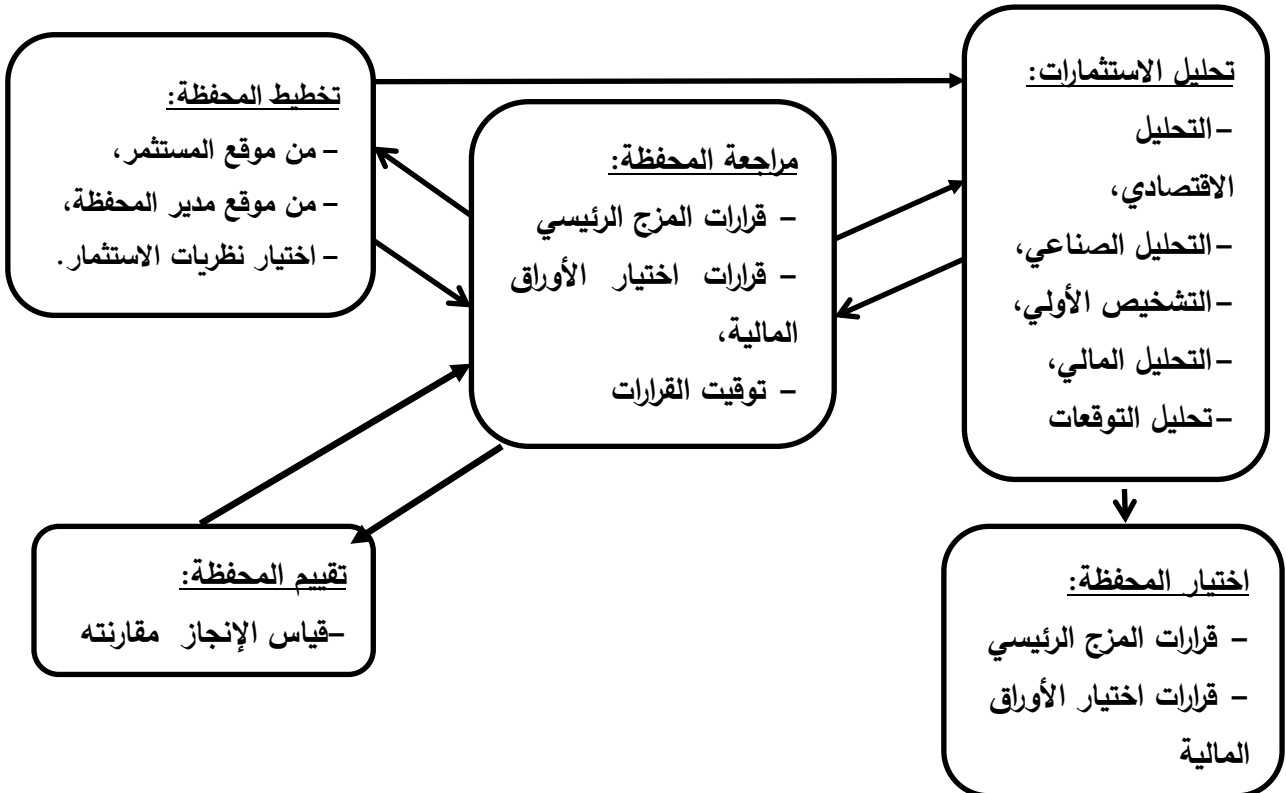 تخطيط المحفظة:
– من موقع المستثمر،
– من موقع مدير المحفظة،
– اختيار نظريات الاستثمار.
تحليل الاستثمارات:
–التحليل
الاقتصادي،
–التحليل الصناعي،
–التشخيص الأولي،
–التحليل المالي،
–تحليل التوقعات
مراجعة المحفظة:
– قرارات المزج الرئيسي
– قرارات اختيار الأوراق
المالية،
– توقيت القرارات
تقييم المحفظة:
–قياس الإنجاز مقارنته
اختيار المحفظة:
– قرارات المزج الرئيسي
– قرارات اختيار الأوراق
المالية